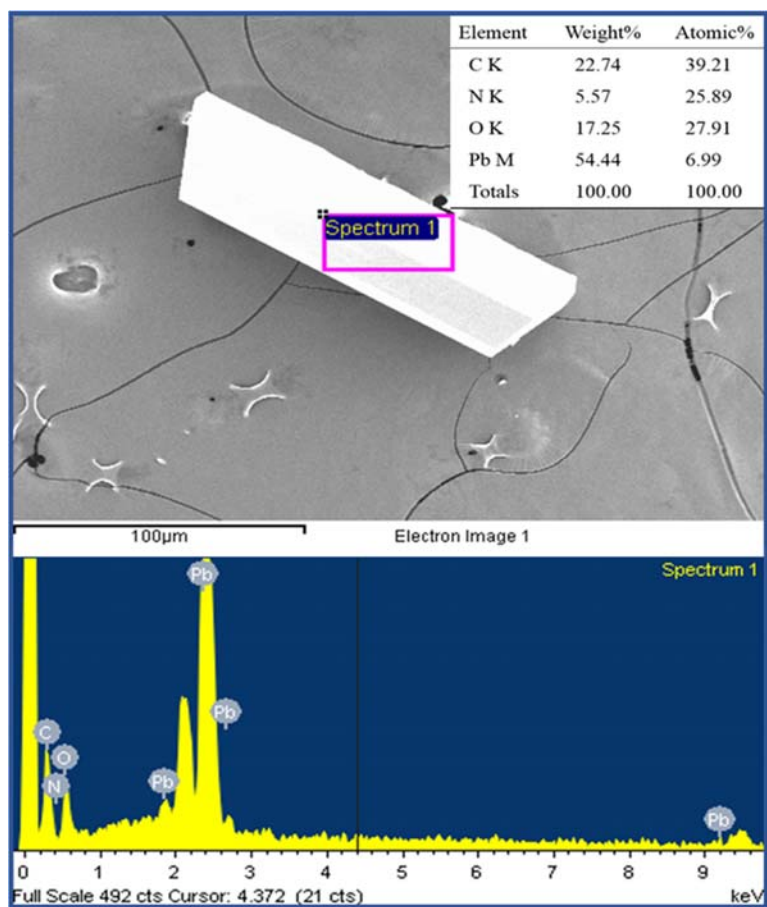 Element Weight% Atomic%
C K 22.74 39.21
N K 5.57 25.89
O K 17.25 27.91
Pb M 54.44 6.99
Totals 100.00 100.00
Spectrum 1
100µm Electron Image 1
Spectrum 1
Pb
Pb
C
O
N
Pb
Pb
0 1 2 3 4 5 6 7 8 9
Full Scale 492 cts Cursor: 4.372 (21 cts) keV